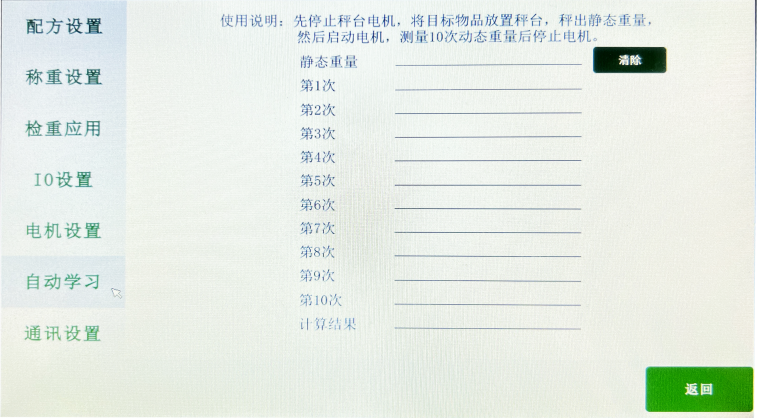 配方设置
称重设置
检重应用
IO设置
电机设置
自动学习
通讯设置
使用说明：先停止秤台电机，将目标物品放置秤台，秤出静态重量，
然后启动电机，测量10次动态重量后停止电机。
静态重量
清除
第1次
第2次
第3次
第4次
第5次
第6次
第7次
第8次
第9次
第10次
计算结果
返回